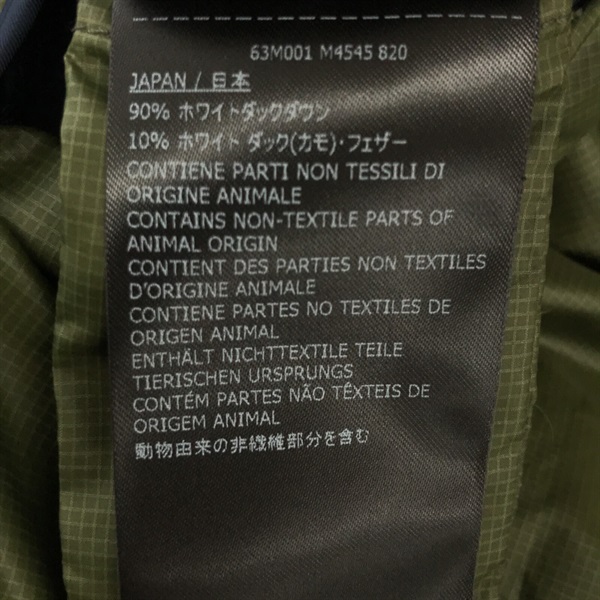 63M001 M4545 820
JAPAN / 日本
90% ホワイトダックダウン
10% ホワイト ダック(カモ)・フェザー
CONTIENE PARTI NON TESSILI DI
ORIGINE ANIMALE
CONTAINS NON-TEXTILE PARTS OF
ANIMAL ORIGIN
CONTIENT DES PARTIES NON TEXTILES
D'ORIGINE ANIMALE
CONTIENE PARTES NO TEXTILES DE
ORIGEN ANIMAL
ENTHÄLT NICHTTEXTILE TEILE
TIERISCHEN URSPRUNGS
CONTÉM PARTES NÃO TÊXTEIS DE
ORIGEM ANIMAL
動物由来の非繊維部分を含む